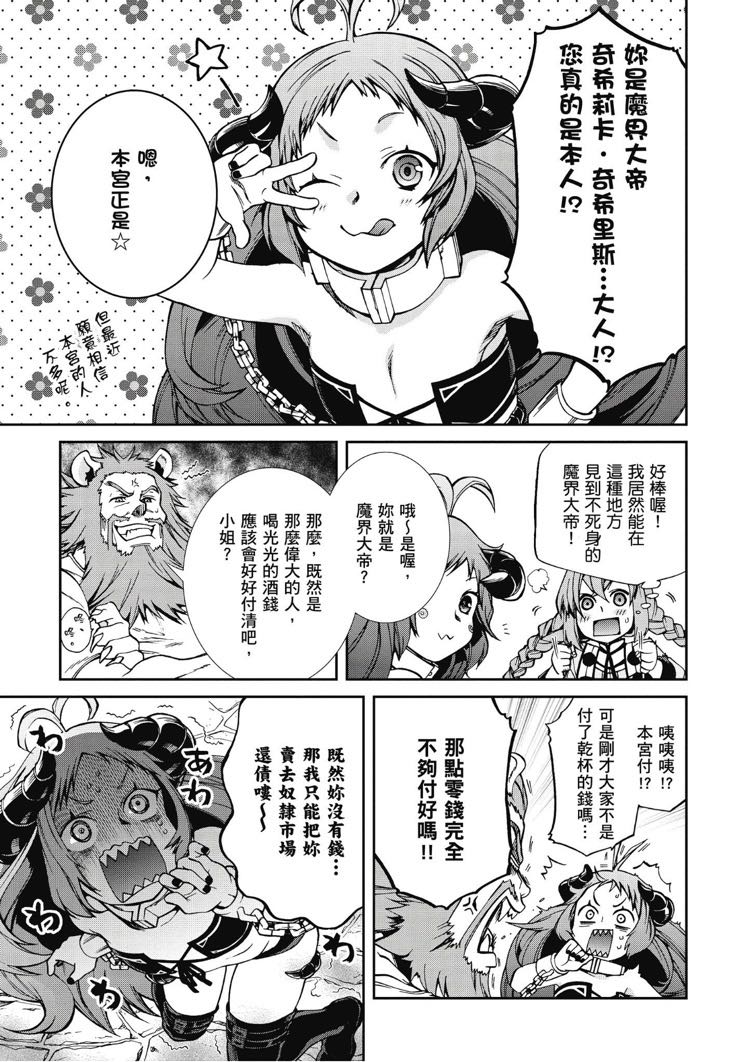 妳是魔界大帝
奇希莉卡・奇希里斯…大人!?
您真的是本人!?
嗯，
本宮正是☆
但最近
願意相信
本宮的人
不多呢。
好棒喔！
我居然能在
這種地方
見到不死身的
魔界大帝！
哦～是喔，
妳就是
魔界大帝？
那麼，既然是
那麼偉大的人，
應該會好好付清吧，
喝光光的酒錢
小姐？
咦咦咦!?
本宮付!?
可是剛才大家不是
付了乾杯的錢嗎…
那點零錢完全
不夠付好嗎!!
既然妳沒有錢…
那我只能把妳
賣去奴隸市場
還債嘍～
わ
あわ
わ
わ